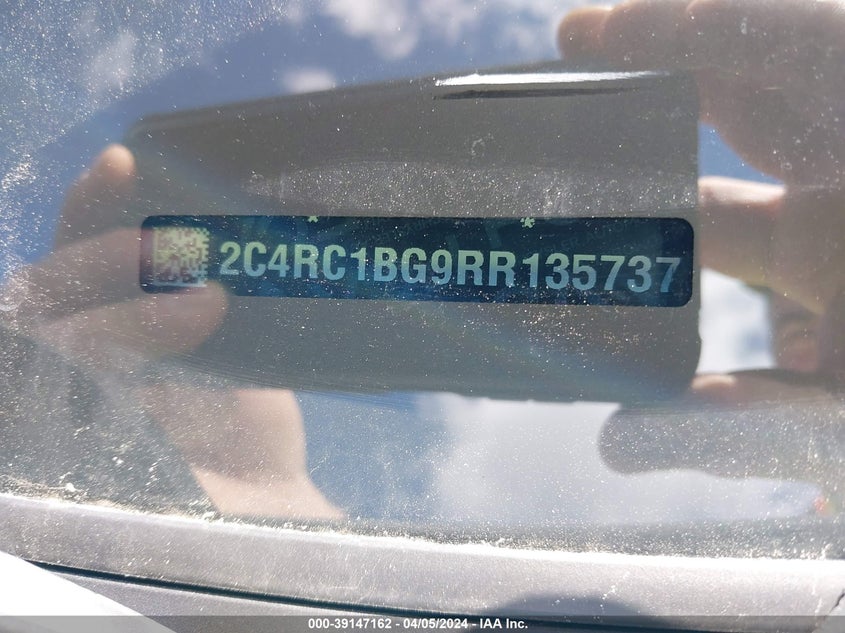 2C4RC1BG9RR135737
000-39147162 - 04/05/2024 - IAA Inc.